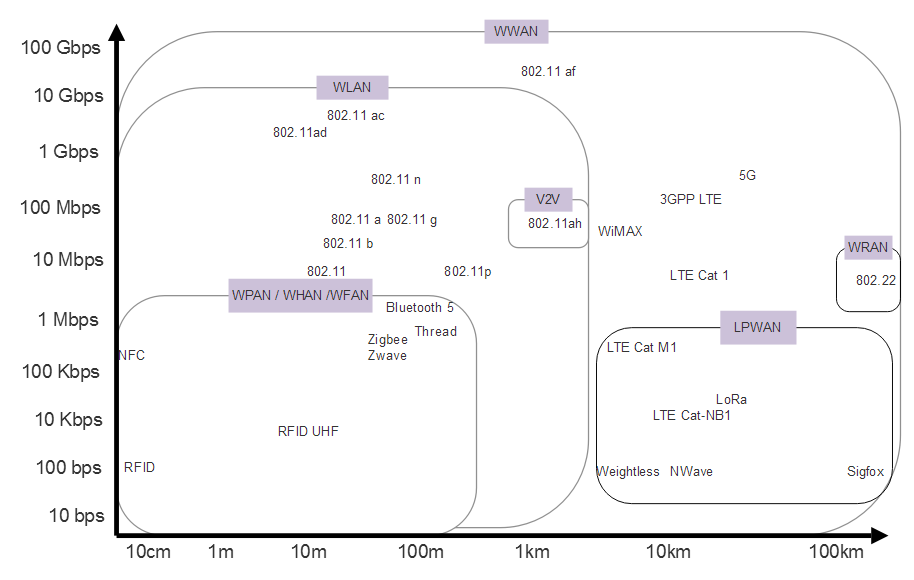 WWAN
100 Gbps
802.11 af
WLAN
10 Gbps
802.11 ac
802.11ad
1 Gbps
5G
802.11 n
V2V
3GPP LTE
100 Mbps
802.11 a
802.11 g
802.11ah
WiMAX
802.11 b
WRAN
10 Mbps
802.11
802.11p
LTE Cat 1
802.22
WPAN / WHAN /WFAN
Bluetooth 5
1 Mbps
LPWAN
Thread
Zigbee
Zwave
NFC
LTE Cat M1
100 Kbps
LoRa
10 Kbps
LTE Cat-NB1
RFID UHF
100 bps
RFID
Weightless
NWave
Sigfox
10 bps
10cm
1m
10m
100m
1km
10km
100km